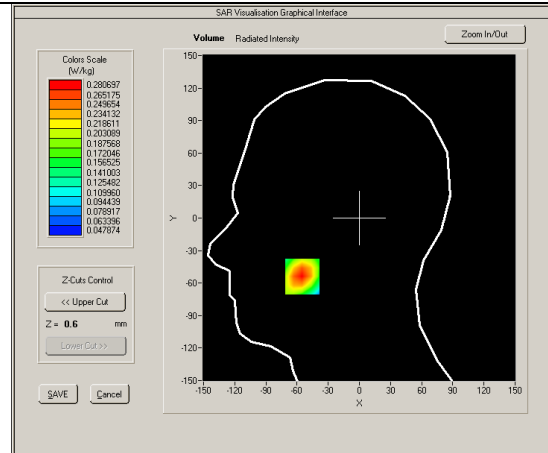 SAR Visualisation Graphical Interface
Volume Radiated Intensity
Zoom In/Out
Colors Scale
(W/kg)
0.280697
0.265175
0.249654
0.234132
0.218611
0.203089
0.187568
0.172046
0.156525
0.141003
0.125482
0.109960
0.094439
0.078917
0.063396
0.047874
Z-Cuts Control
<< Upper Cut
Z = 0.6 mm
Lower Cut >>
SAVE Cancel
150
120
90
60
30
0
-30
-60
-90
-120
-150
Y
-150 -120 -90 -60 -30 0 30 60 90 120 150
X